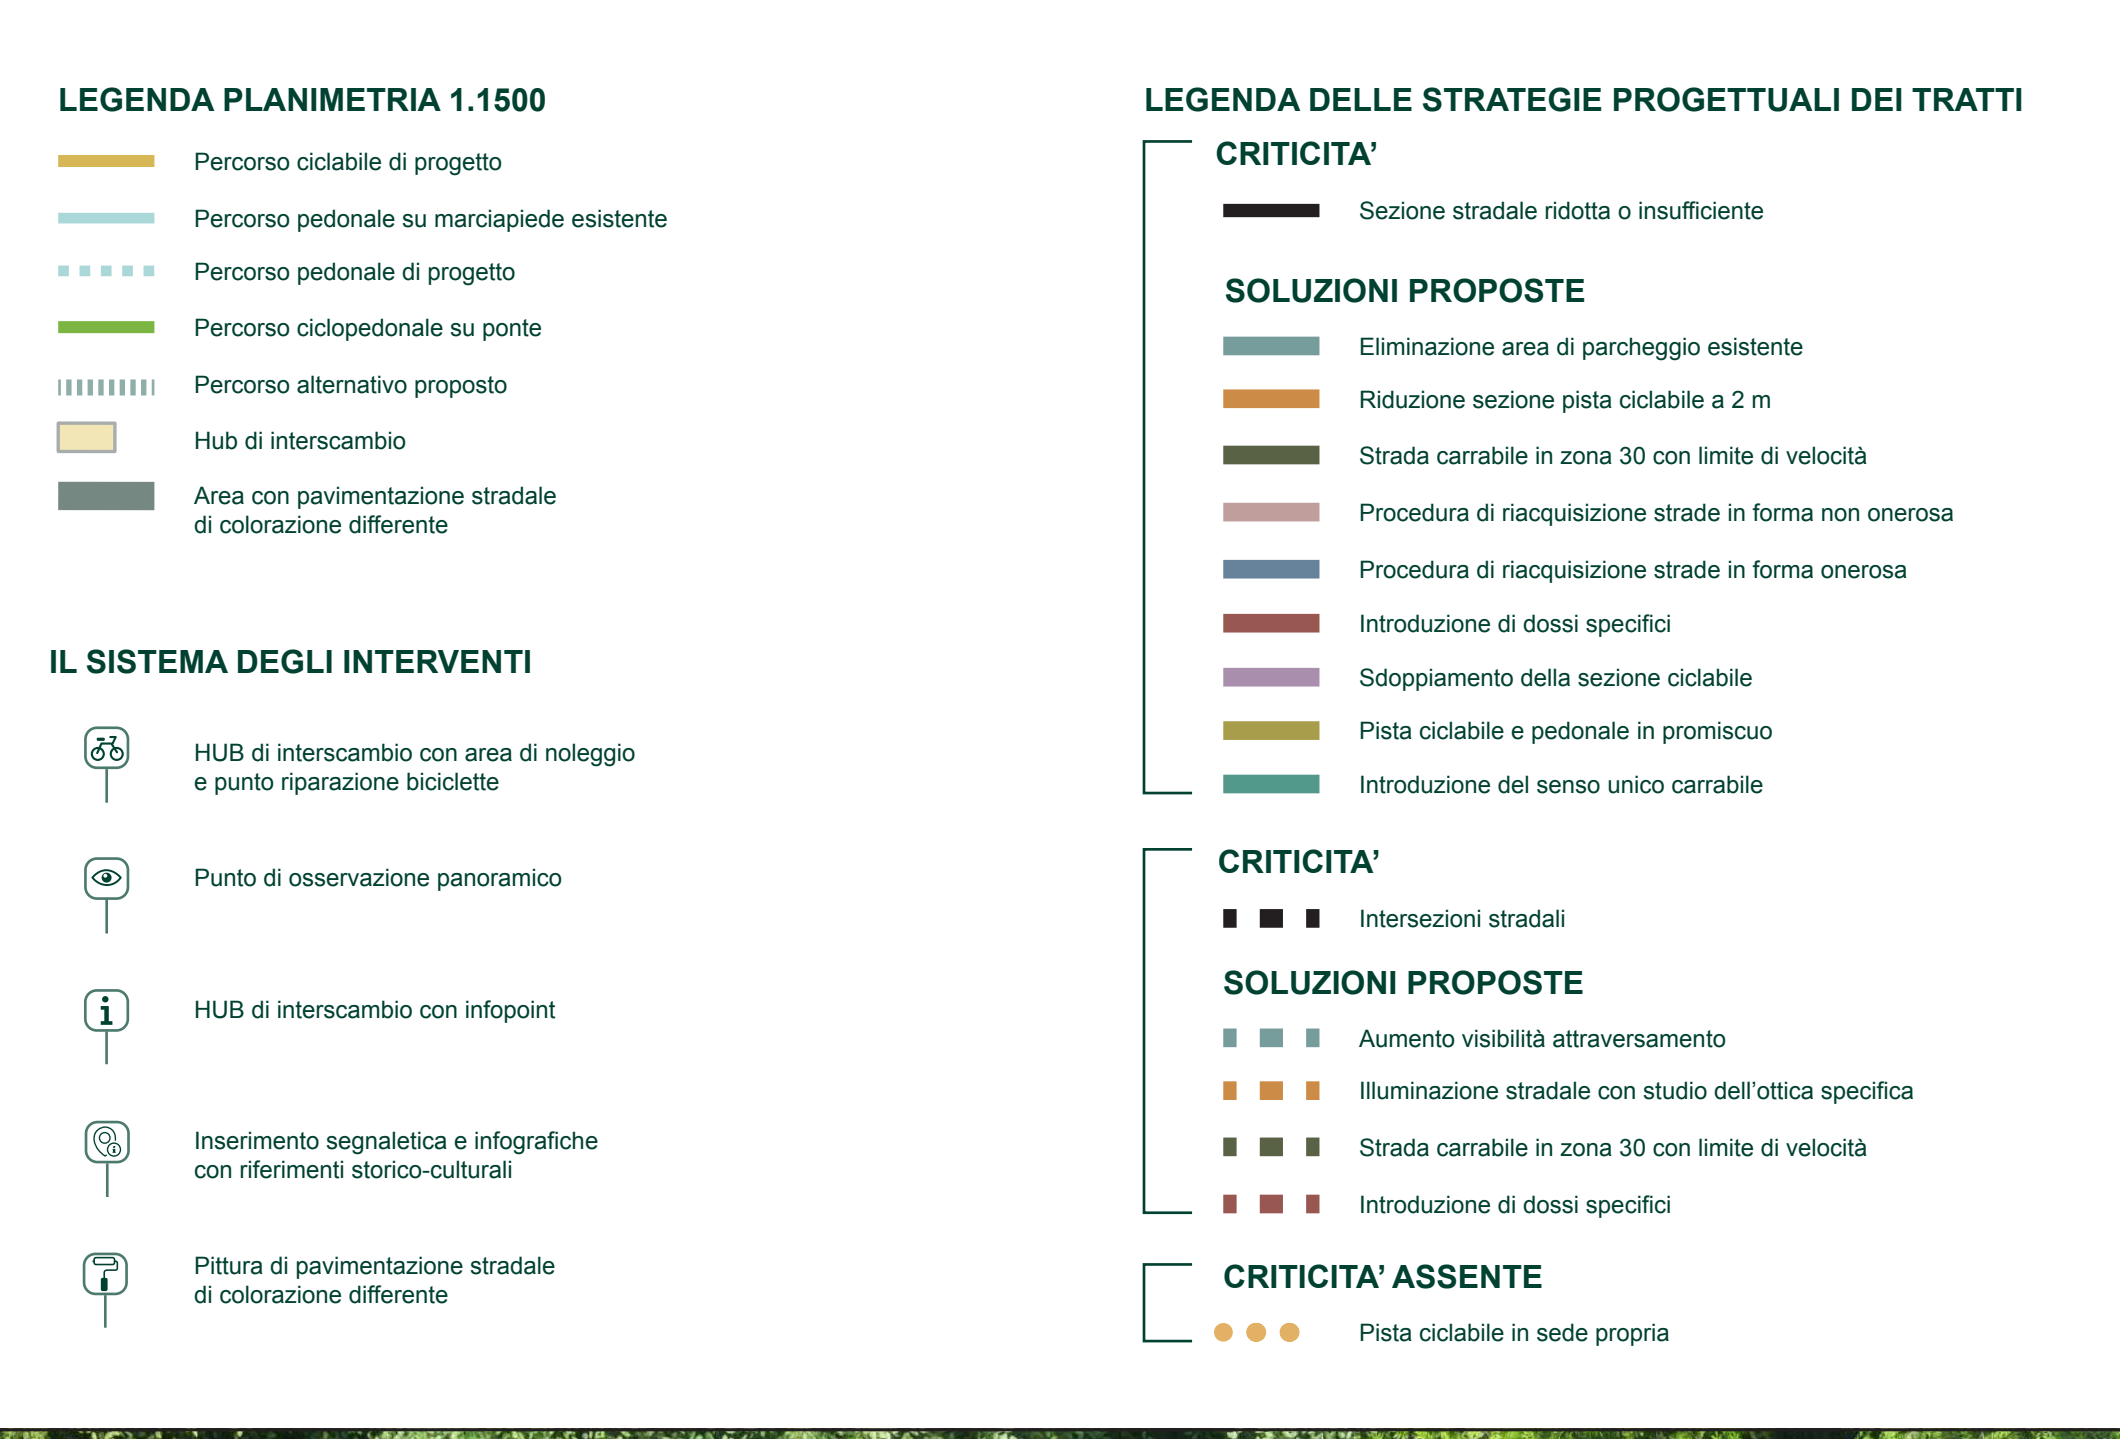 LEGENDA PLANIMETRIA 1.1500
Percorso ciclabile di progetto
Percorso pedonale su marciapiede esistente
Percorso pedonale di progetto
Percorso ciclopedonale su ponte
Percorso alternativo proposto
Hub di interscambio
Area con pavimentazione stradale
di colorazione differente
IL SISTEMA DEGLI INTERVENTI
HUB di interscambio con area di noleggio
e punto riparazione biciclette
Punto di osservazione panoramico
HUB di interscambio con infopoint
Inserimento segnaletica e infografiche
con riferimenti storico-culturali
Pittura di pavimentazione stradale
di colorazione differente
LEGENDA DELLE STRATEGIE PROGETTUALI DEI TRATTI
CRITICITA’
Sezione stradale ridotta o insufficiente
SOLUZIONI PROPOSTE
Eliminazione area di parcheggio esistente
Riduzione sezione pista ciclabile a 2 m
Strada carrabile in zona 30 con limite di velocità
Procedura di riacquisizione strade in forma non onerosa
Procedura di riacquisizione strade in forma onerosa
Introduzione di dossi specifici
Sdoppiamento della sezione ciclabile
Pista ciclabile e pedonale in promiscuo
Introduzione del senso unico carrabile
CRITICITA’
Intersezioni stradali
SOLUZIONI PROPOSTE
Aumento visibilità attraversamento
Illuminazione stradale con studio dell’ottica specifica
Strada carrabile in zona 30 con limite di velocità
Introduzione di dossi specifici
CRITICITA’ ASSENTE
Pista ciclabile in sede propria